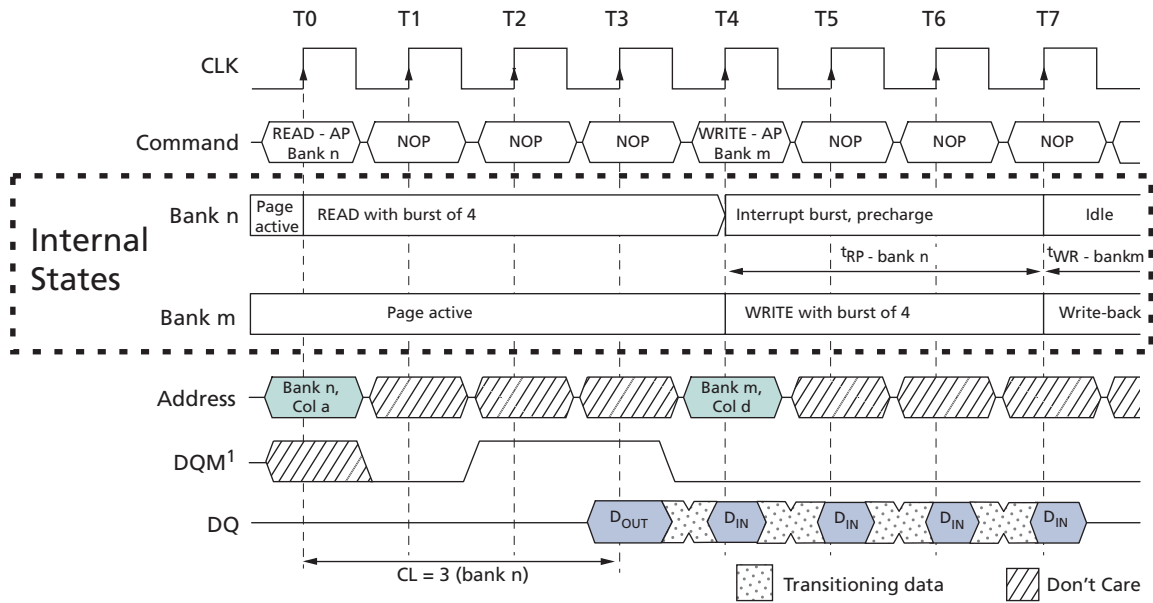 T0 T1 T2 T3 T4 T5 T6 T7
CLK
Command
READ - AP
Bank n
NOP
NOP
NOP
WRITE - AP
Bank m
NOP
NOP
NOP
Internal
States
Bank n
Page
active
READ with burst of 4
Interrupt burst, precharge
Idle
tRP - bank n
tWR - bankm
Bank m
Page active
WRITE with burst of 4
Write-back
Address
Bank n,
Col a
Bank m,
Col d
DQM1
DQ
DOUT
DIN
DIN
DIN
DIN
CL = 3 (bank n)
Transitioning data
Don't Care